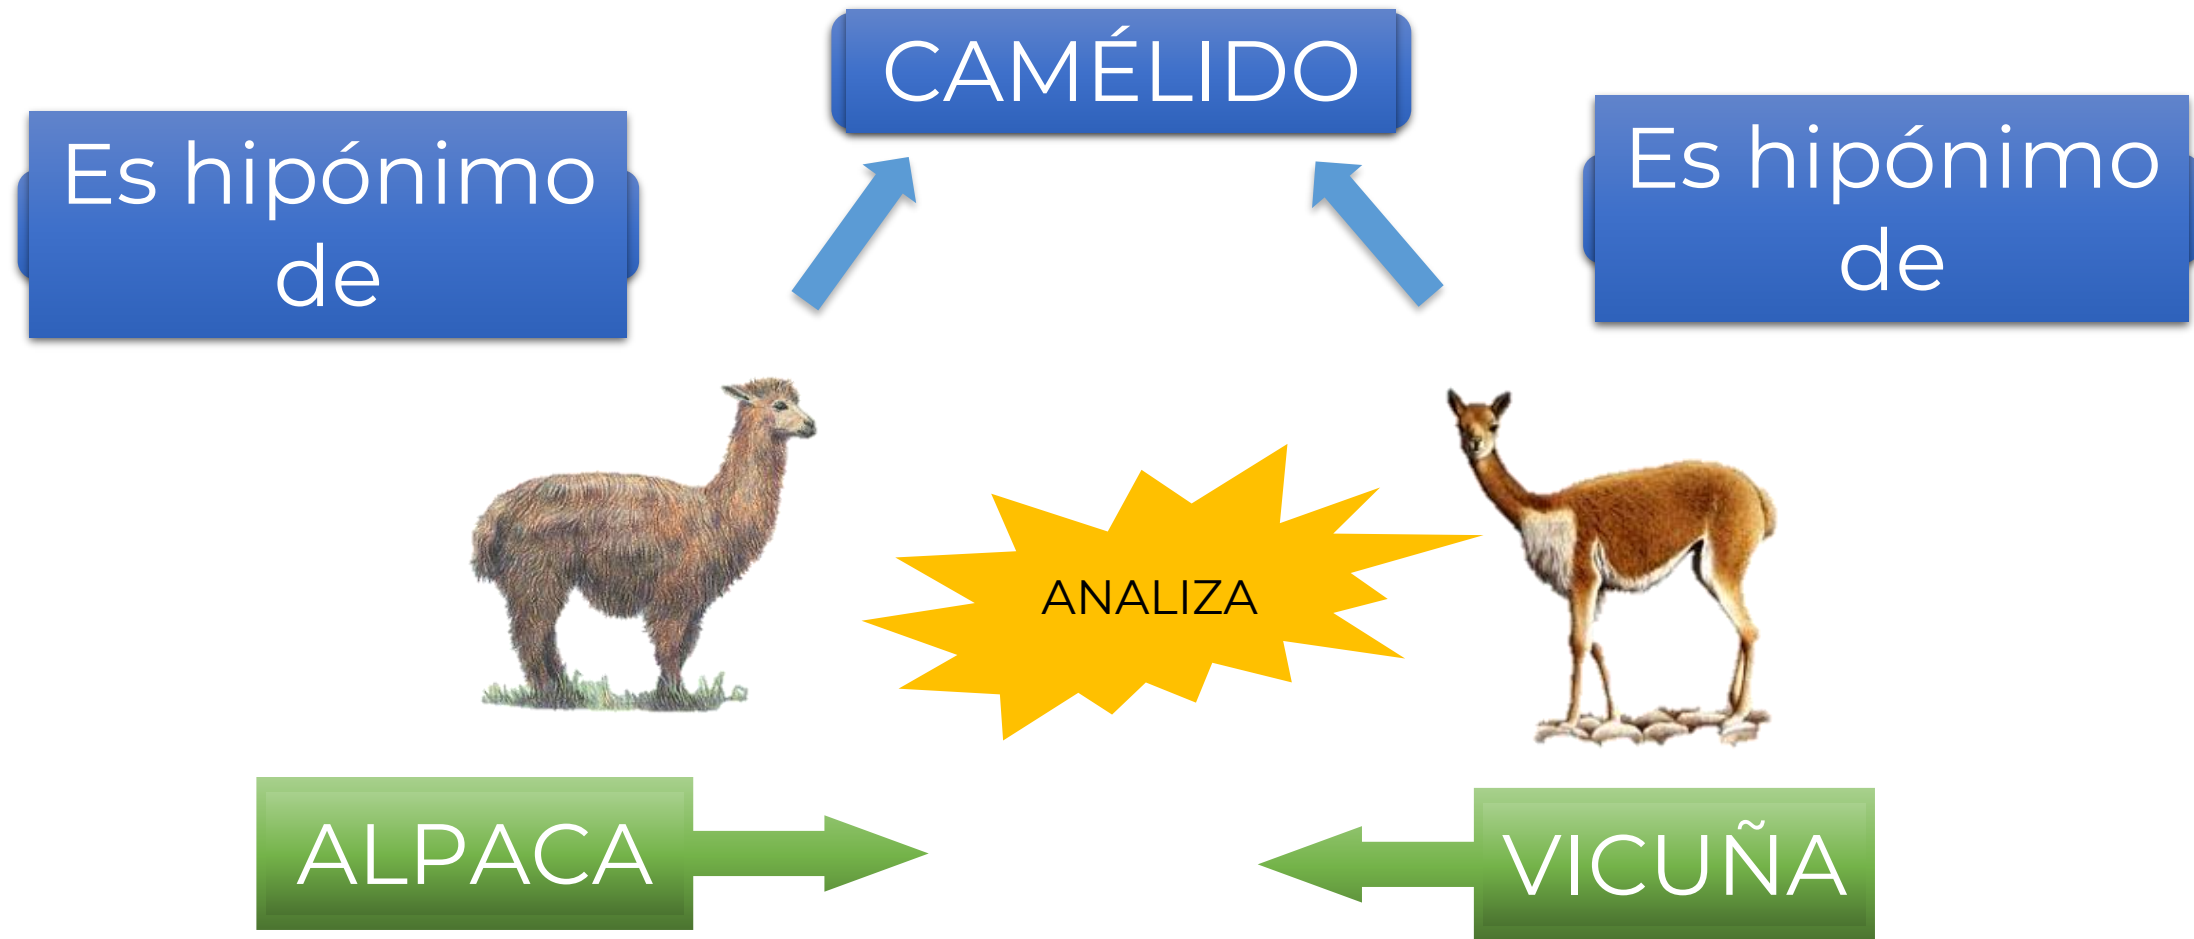 CAMÉLIDO
Es hipónimo
de
Es hipónimo
de
ANALIZA
ALPACA
VICUÑA